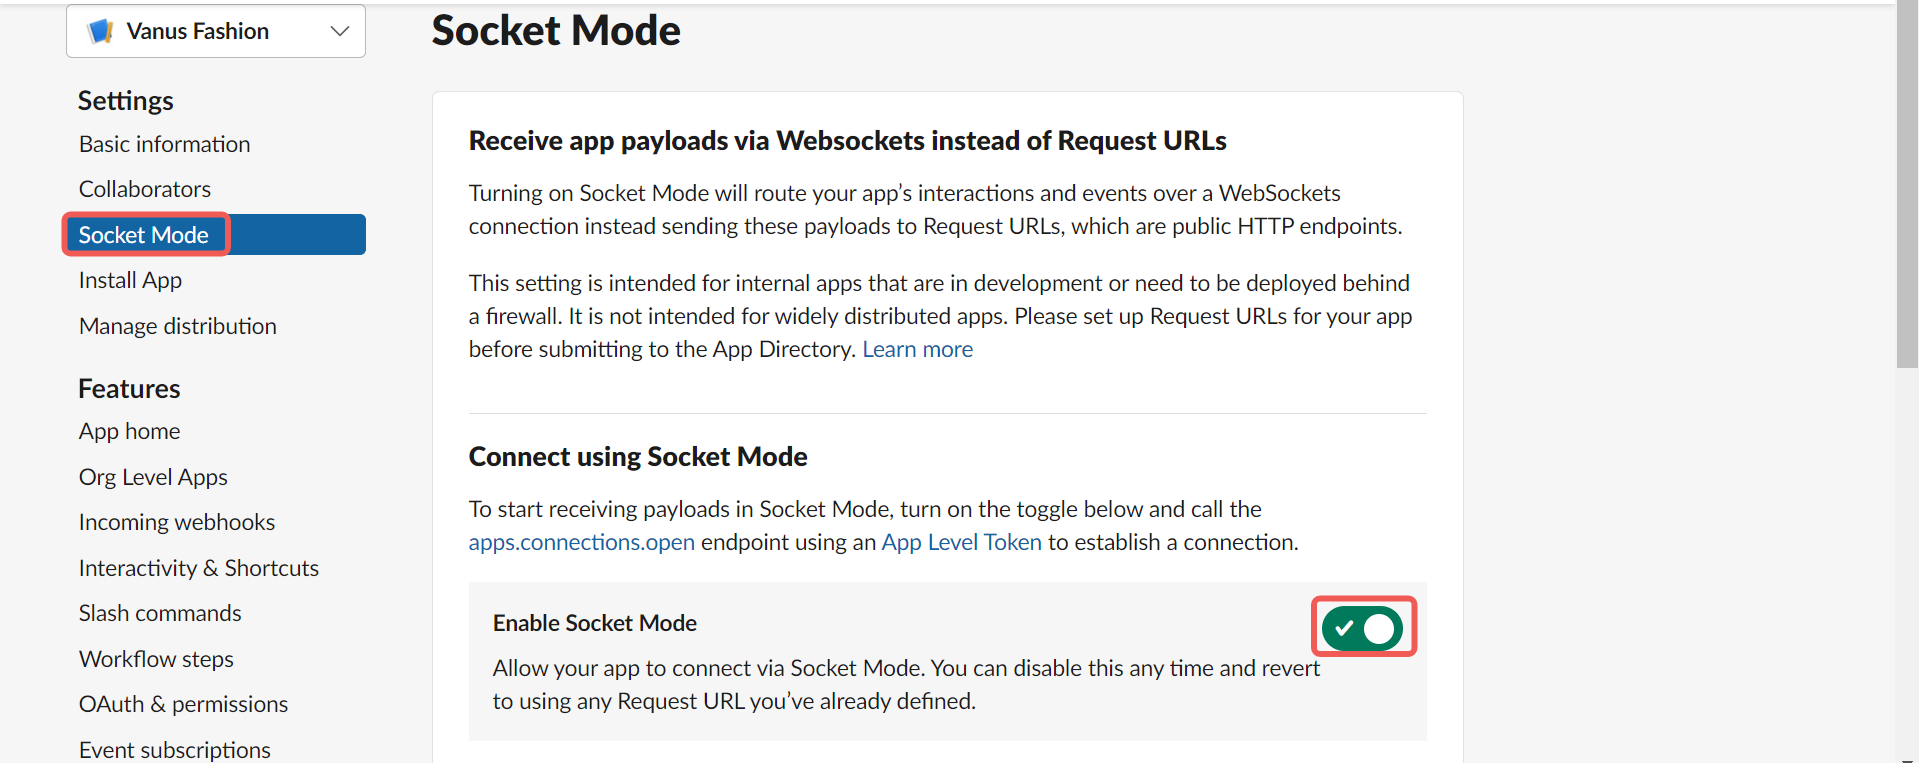 Vanus Fashion
Settings
Basic information
Collaborators
Socket Mode
Install App
Manage distribution
Features
App home
Org Level Apps
Incoming webhooks
Interactivity & Shortcuts
Slash commands
Workflow steps
OAuth & permissions
Event subscriptions
Socket Mode
Receive app payloads via Websockets instead of Request URLs
Turning on Socket Mode will route your app’s interactions and events over a WebSockets
connection instead sending these payloads to Request URLs, which are public HTTP endpoints.
This setting is intended for internal apps that are in development or need to be deployed behind
a firewall. It is not intended for widely distributed apps. Please set up Request URLs for your app
before submitting to the App Directory. Learn more
Connect using Socket Mode
To start receiving payloads in Socket Mode, turn on the toggle below and call the
apps.connections.open endpoint using an App Level Token to establish a connection.
Enable Socket Mode
Allow your app to connect via Socket Mode. You can disable this any time and revert
to using any Request URL you’ve already defined.